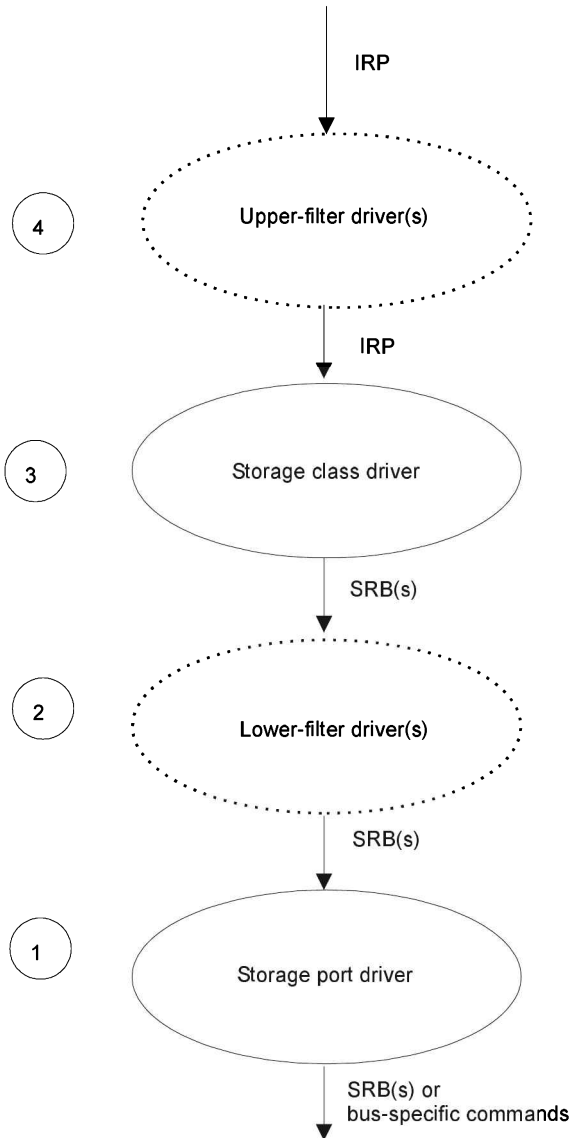 IRP
4
Upper-filter driver(s)
IRP
3
Storage class driver
SRB(s)
2
Lower-filter driver(s)
SRB(s)
1
Storage port driver
SRB(s) or
bus-specific commands